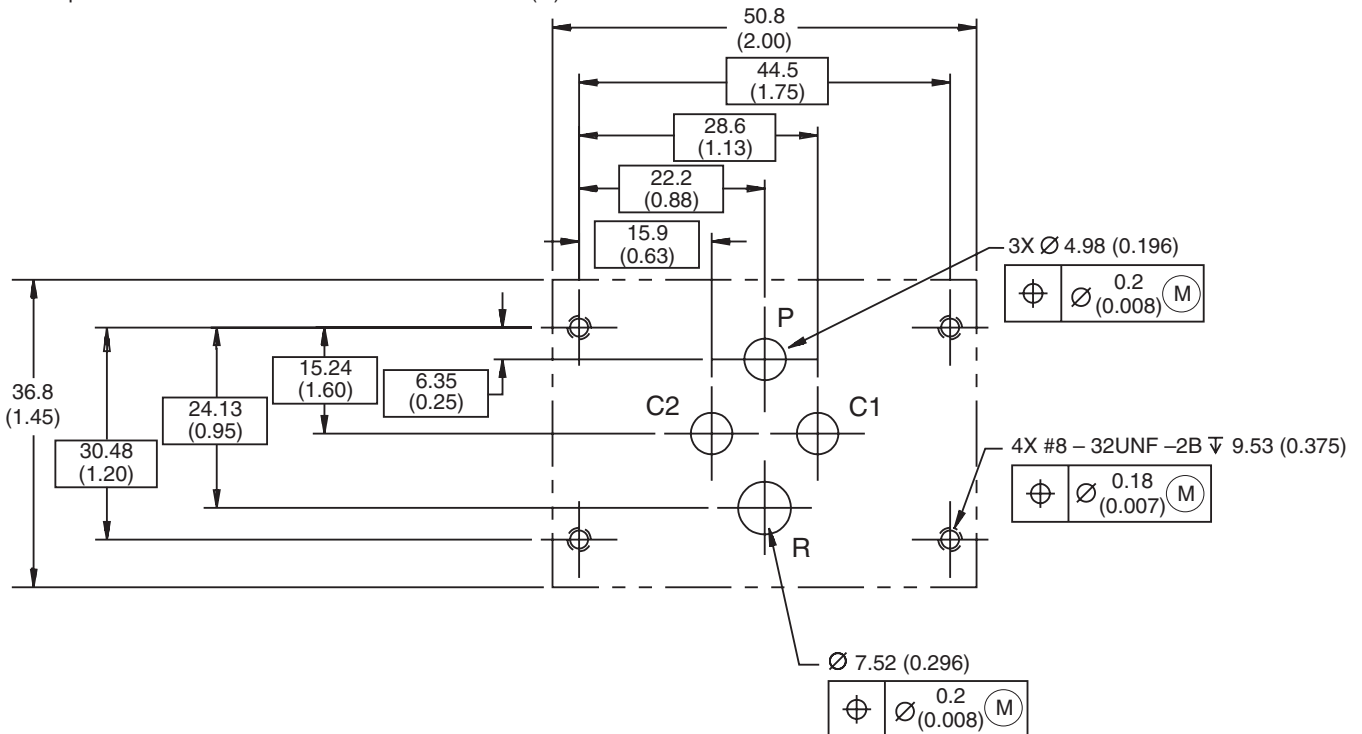 50.8
(2.00)
44.5
(1.75)
28.6
(1.13)
22.2
(0.88)
15.9
(0.63)
3X Ø 4.98 (0.196)
⌖ Ø 0.2 (0.008) Ⓜ
P
36.8
(1.45)
15.24
(1.60)
6.35
(0.25)
24.13
(0.95)
30.48
(1.20)
C2
C1
4X #8 – 32UNF –2B ↧ 9.53 (0.375)
⌖ Ø 0.18 (0.007) Ⓜ
R
Ø 7.52 (0.296)
⌖ Ø 0.2 (0.008) Ⓜ